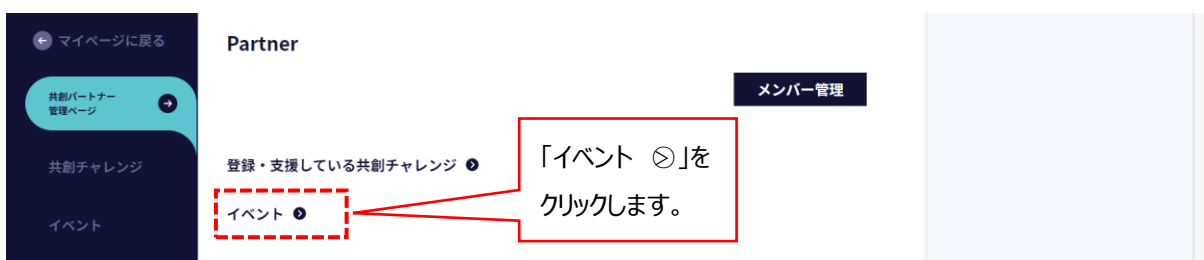 マイページに戻る
Partner
共創パートナー
管理ページ
メンバー管理
共創チャレンジ
登録・支援している共創チャレンジ
イベント
イベント
「イベント ⧁」を
クリックします。